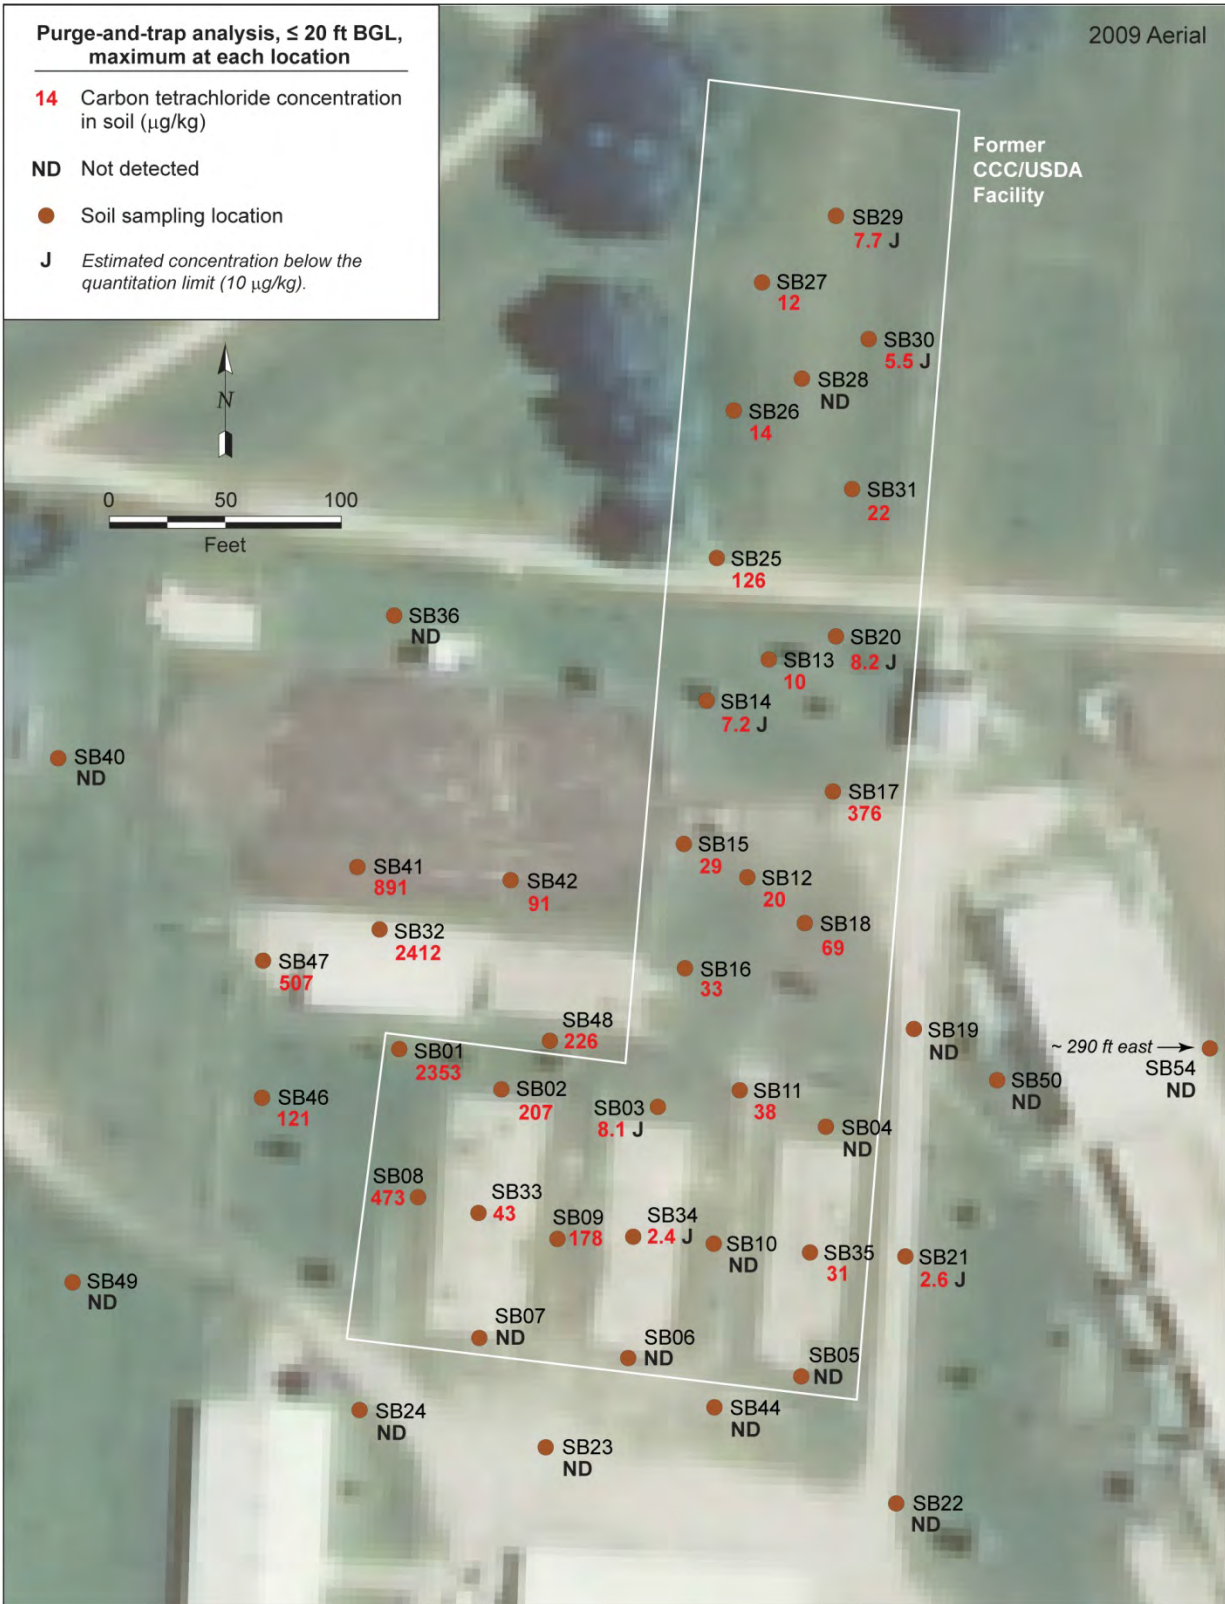 Purge-and-trap analysis, ≤ 20 ft BGL,
maximum at each location
14 Carbon tetrachloride concentration
in soil (μg/kg)
ND Not detected
Soil sampling location
J Estimated concentration below the
quantitation limit (10 μg/kg).
2009 Aerial
Former
CCC/USDA
Facility
N
0 50 100
Feet
SB29
7.7 J
SB27
12
SB30
5.5 J
SB28
ND
SB26
14
SB31
22
SB25
126
SB36
ND
SB20
8.2 J
SB13
10
SB14
7.2 J
SB40
ND
SB17
376
SB15
29
SB41
891
SB42
91
SB12
20
SB18
69
SB32
2412
SB47
507
SB16
33
SB48
226
SB19
ND
SB01
2353
~ 290 ft east
SB54
ND
SB50
ND
SB02
207
SB11
38
SB46
121
SB03
8.1 J
SB04
ND
SB08
473
SB33
43
SB09
178
SB34
2.4 J
SB10
ND
SB35
31
SB21
2.6 J
SB49
ND
SB07
ND
SB06
ND
SB05
ND
SB24
ND
SB44
ND
SB23
ND
SB22
ND